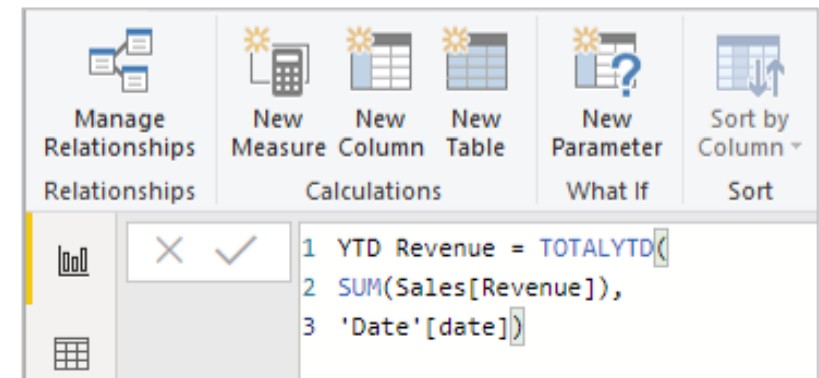 Manage
Relationships
New
Measure
New
Column
New
Table
New
Parameter
Sort by
Column
Relationships
Calculations
What If
Sort
1 YTD Revenue = TOTALYTD(
2 SUM(Sales[Revenue]),
3 'Date'[date])